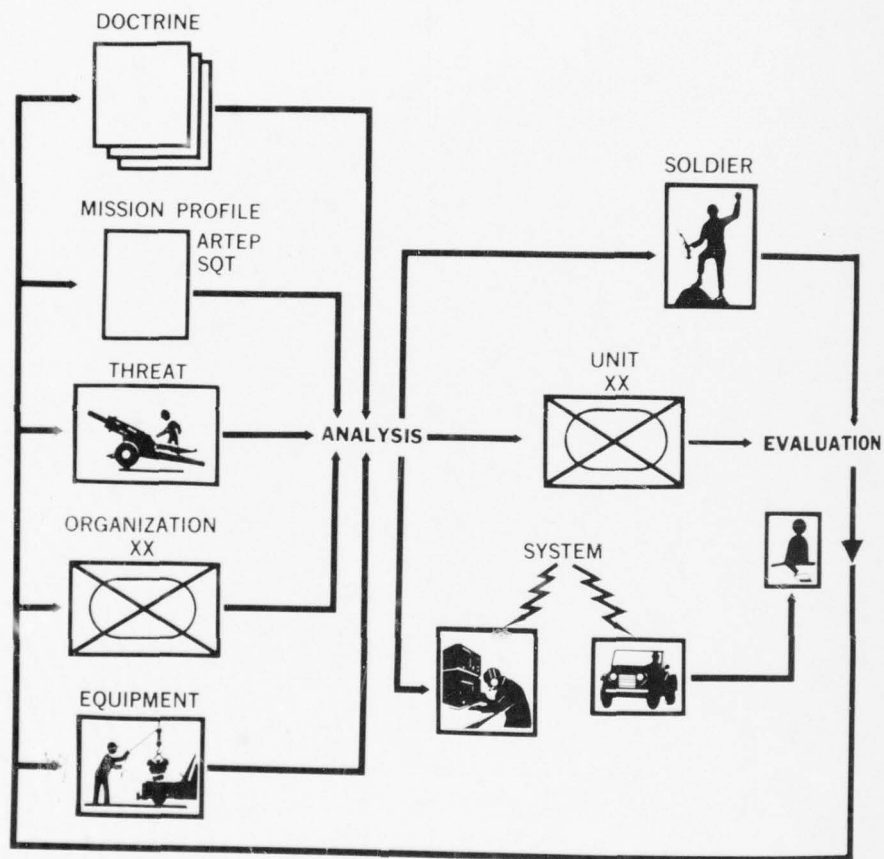 DOCTRINE
MISSION PROFILE
ARTEP
SQT
THREAT
ORGANIZATION
XX
EQUIPMENT
ANALYSIS
SOLDIER
UNIT
XX
SYSTEM
EVALUATION